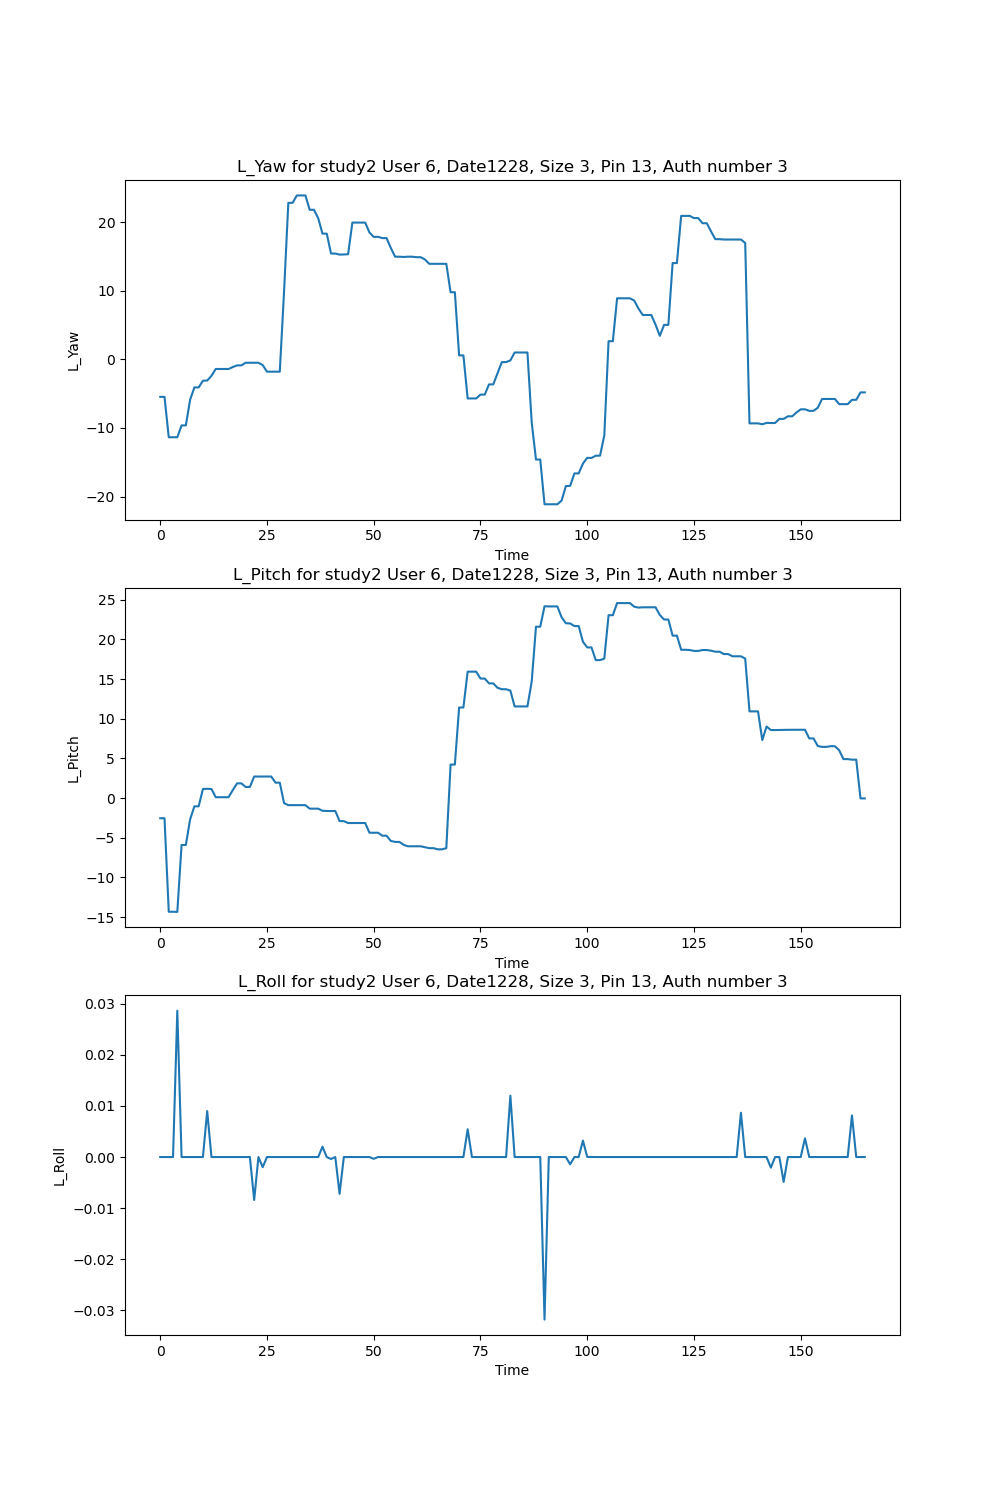 L_Yaw for study2 User 6, Date1228, Size 3, Pin 13, Auth number 3
L_Yaw
20
10
0
−10
−20
0 25 50 75 100 125 150
Time
L_Pitch for study2 User 6, Date1228, Size 3, Pin 13, Auth number 3
L_Pitch
25
20
15
10
5
0
−5
−10
−15
0 25 50 75 100 125 150
Time
L_Roll for study2 User 6, Date1228, Size 3, Pin 13, Auth number 3
L_Roll
0.03
0.02
0.01
0.00
−0.01
−0.02
−0.03
0 25 50 75 100 125 150
Time